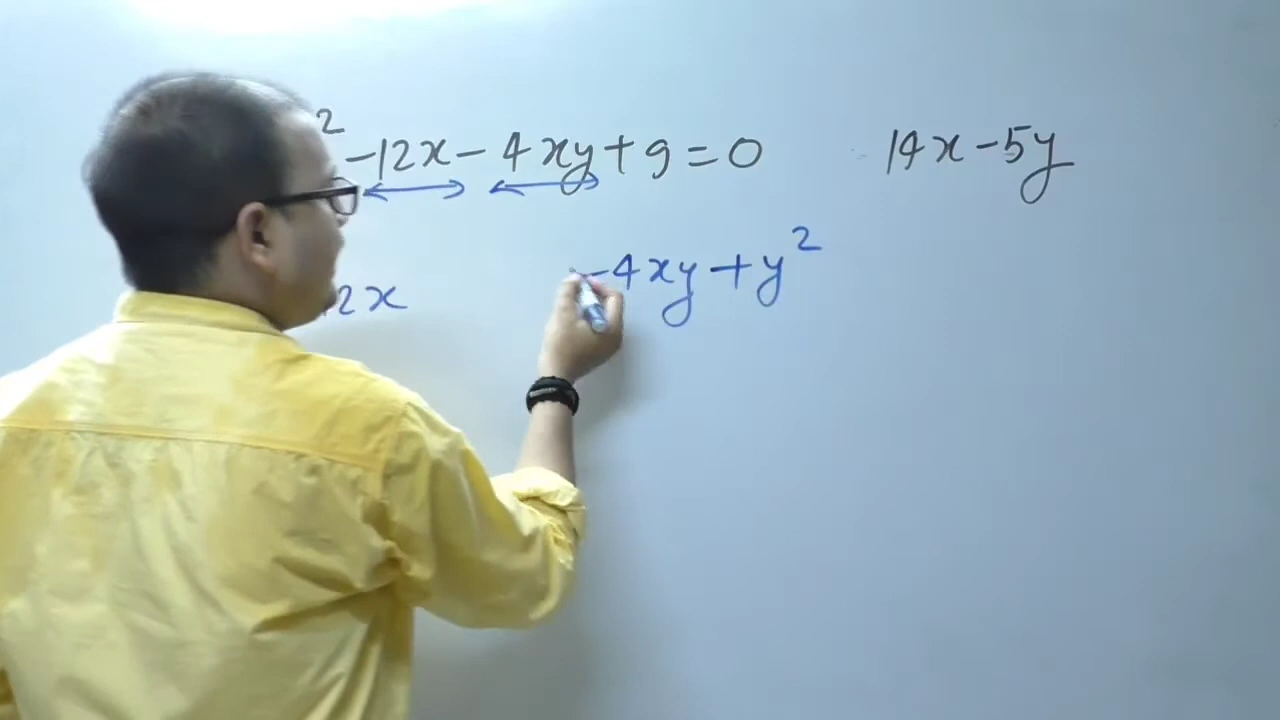 ² -12x - 4xy + 9 = 0 14x - 5y
-4xy + y²
2x